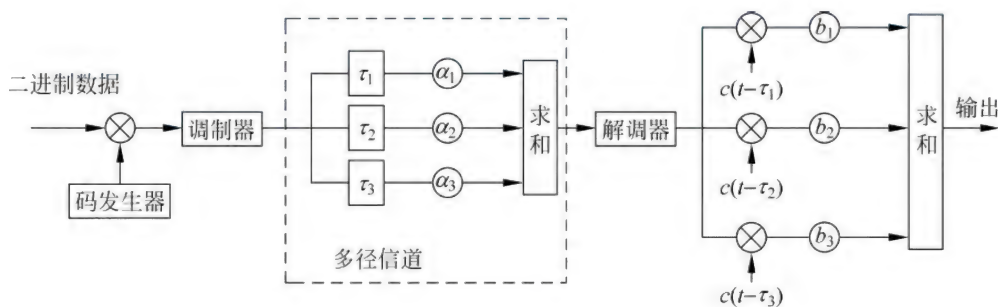 二进制数据
码发生器
调制器
τ₁
α₁
τ₂
α₂
τ₃
α₃
求和
多径信道
解调器
b₁
c(t−τ₁)
b₂
c(t−τ₂)
b₃
c(t−τ₃)
求和
输出